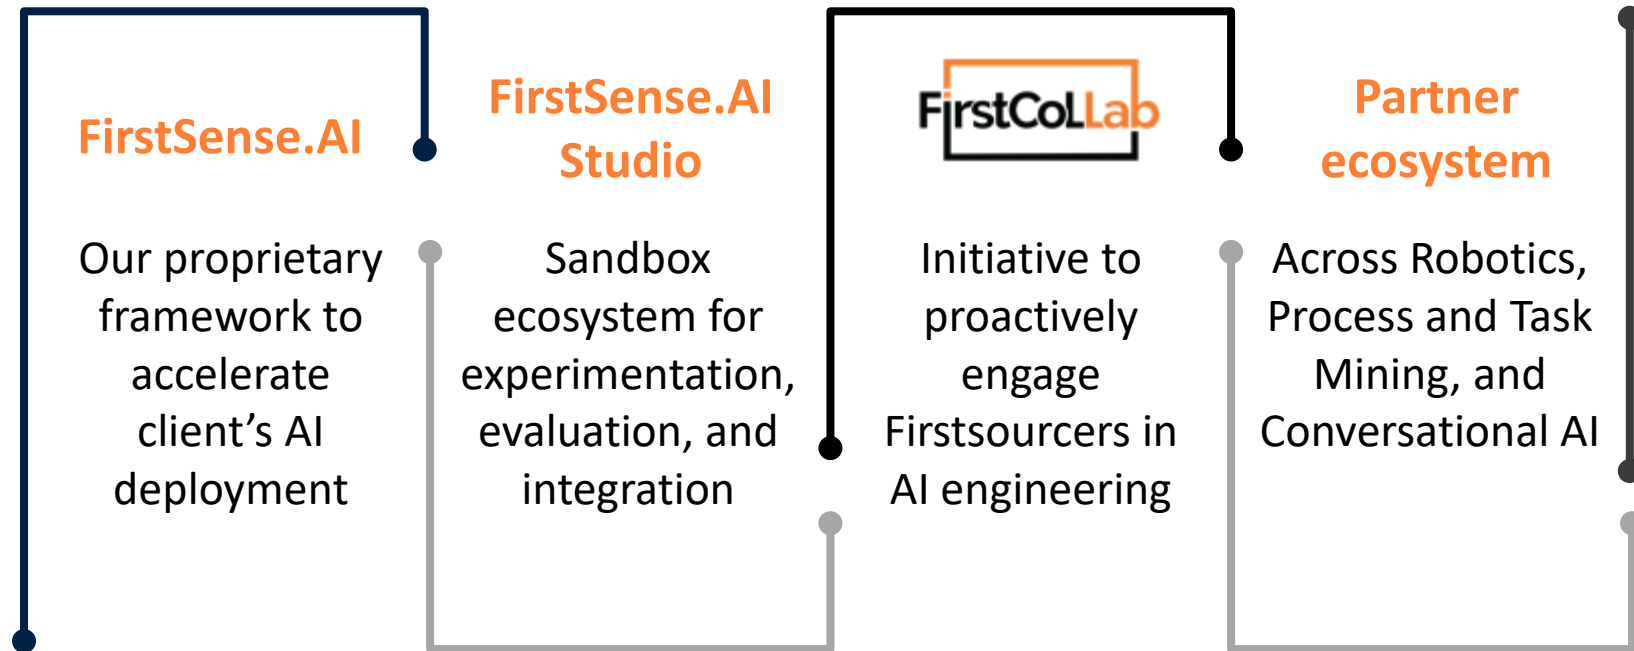 FirstSense.AI
Our proprietary
framework to
accelerate
client’s AI
deployment
FirstSense.AI
Studio
Sandbox
ecosystem for
experimentation,
evaluation, and
integration
FirstCoLLab
Initiative to
proactively
engage
Firstsourcers in
AI engineering
Partner
ecosystem
Across Robotics,
Process and Task
Mining, and
Conversational AI